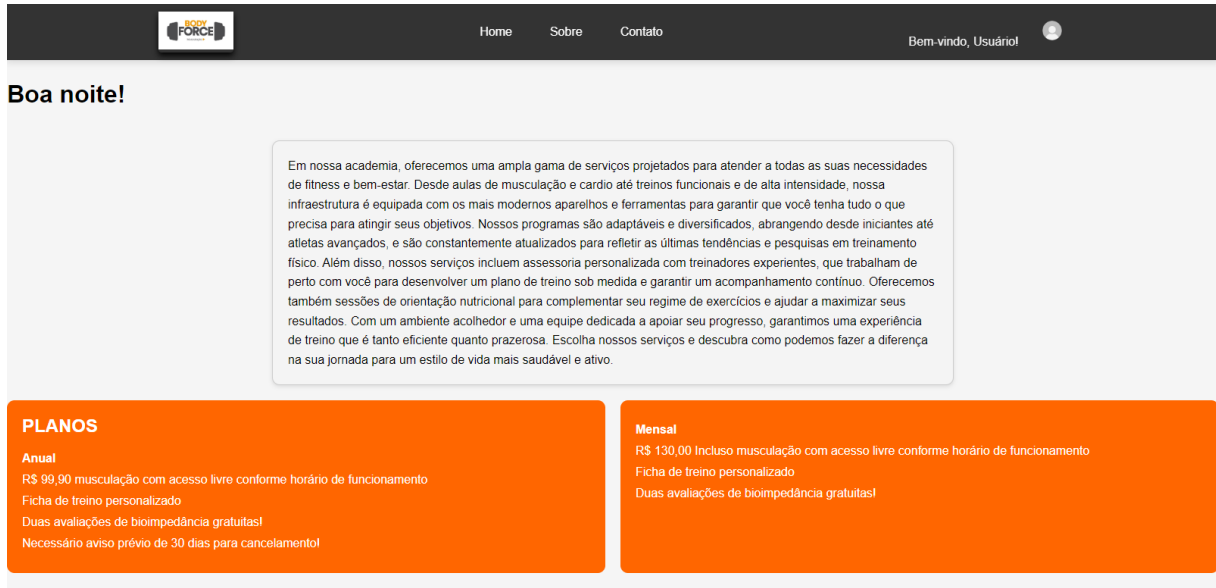 BODY
FORCE
Home
Sobre
Contato
Bem-vindo, Usuário!
Boa noite!
Em nossa academia, oferecemos uma ampla gama de serviços projetados para atender a todas as suas necessidades
de fitness e bem-estar. Desde aulas de musculação e cardio até treinos funcionais e de alta intensidade, nossa
infraestrutura é equipada com os mais modernos aparelhos e ferramentas para garantir que você tenha tudo o que
precisa para atingir seus objetivos. Nossos programas são adaptáveis e diversificados, abrangendo desde iniciantes até
atletas avançados, e são constantemente atualizados para refletir as últimas tendências e pesquisas em treinamento
físico. Além disso, nossos serviços incluem assessoria personalizada com treinadores experientes, que trabalham de
perto com você para desenvolver um plano de treino sob medida e garantir um acompanhamento contínuo. Oferecemos
também sessões de orientação nutricional para complementar seu regime de exercícios e ajudar a maximizar seus
resultados. Com um ambiente acolhedor e uma equipe dedicada a apoiar seu progresso, garantimos uma experiência
de treino que é tanto eficiente quanto prazerosa. Escolha nossos serviços e descubra como podemos fazer a diferença
na sua jornada para um estilo de vida mais saudável e ativo.
PLANOS
Anual
R$ 99,90 musculação com acesso livre conforme horário de funcionamento
Ficha de treino personalizado
Duas avaliações de bioimpedância gratuitas!
Necessário aviso prévio de 30 dias para cancelamento!
Mensal
R$ 130,00 Incluso musculação com acesso livre conforme horário de funcionamento
Ficha de treino personalizado
Duas avaliações de bioimpedância gratuitas!